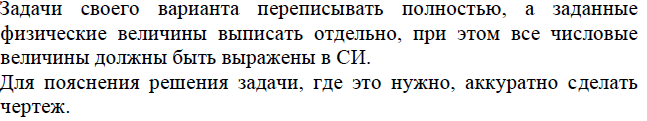 Задачи своего варианта переписывать полностью, а заданные
физические величины выписать отдельно, при этом все числовые
величины должны быть выражены в СИ.
Для пояснения решения задачи, где это нужно, аккуратно сделать
чертеж.